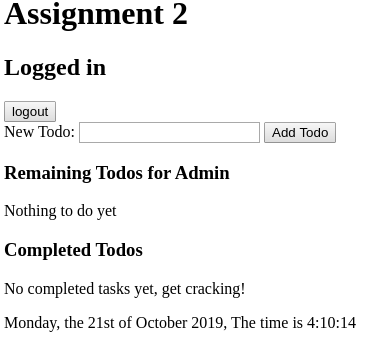 Assignment 2
Logged in
logout
New Todo: Add Todo
Remaining Todos for Admin
Nothing to do yet
Completed Todos
No completed tasks yet, get cracking!
Monday, the 21st of October 2019, The time is 4:10:14